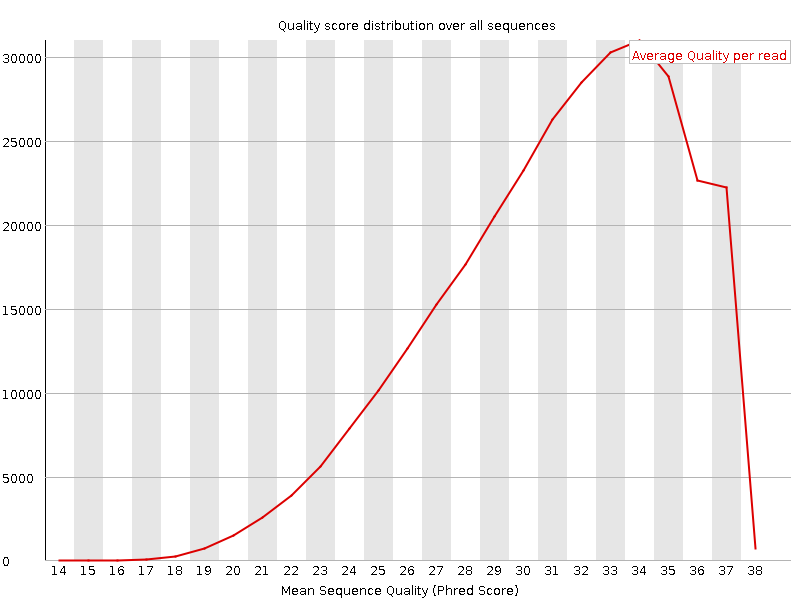 Quality score distribution over all sequences
Average Quality per read
30000
25000
20000
15000
10000
5000
0
14 15 16 17 18 19 20 21 22 23 24 25 26 27 28 29 30 31 32 33 34 35 36 37 38
Mean Sequence Quality (Phred Score)